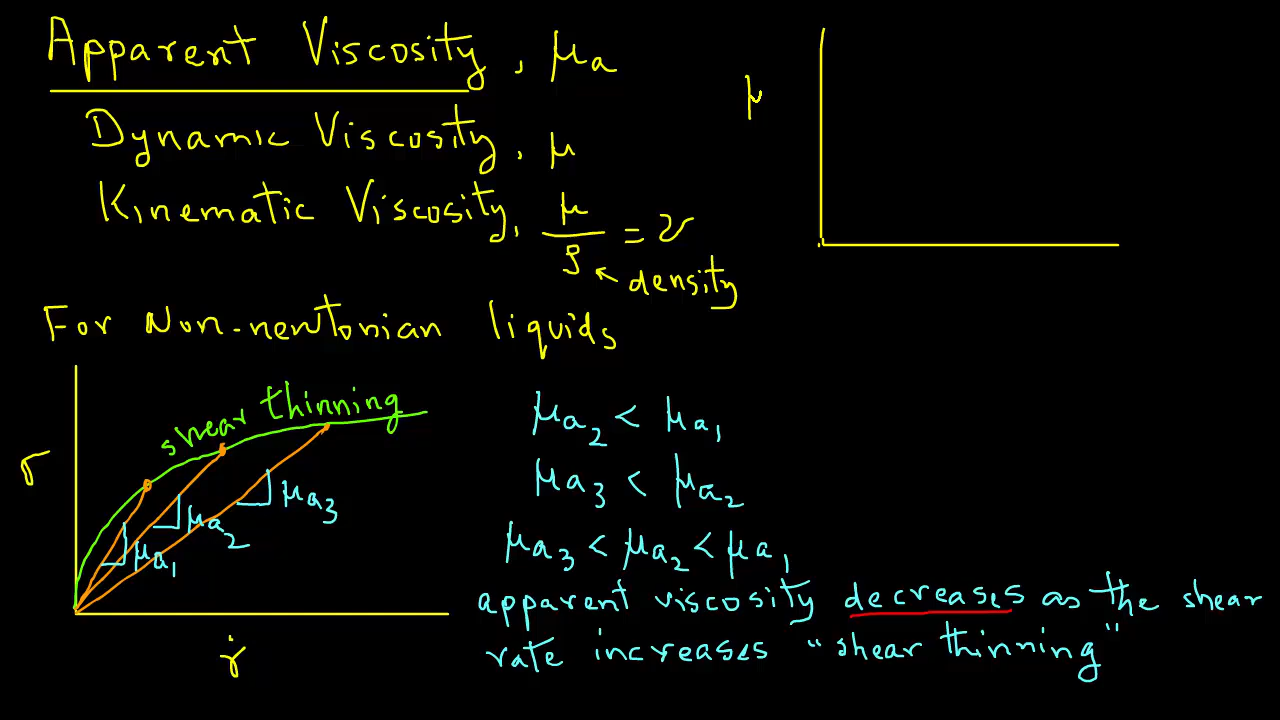 Apparent Viscosity, μa
Dynamic Viscosity, μ
Kinematic Viscosity, μ/ρ = ν
← density
μ
For Non-newtonian liquids
shear thinning
σ
μa1
μa2
μa3
γ̇
μa2 < μa1
μa3 < μa2
μa3 < μa2 < μa1
apparent viscosity decreases as the shear
rate increases "shear thinning"